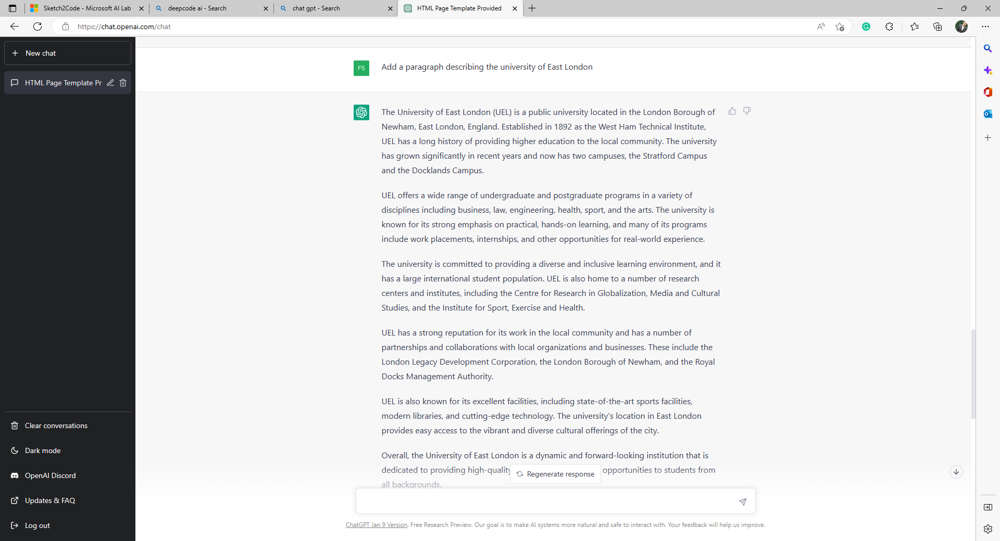 Sketch2Code - Microsoft AI Lab
deepcode ai - Search
chat gpt - Search
HTML Page Template Provided
https://chat.openai.com/chat
New chat
HTML Page Template Pr
FS
Add a paragraph describing the university of East London
The University of East London (UEL) is a public university located in the London Borough of
Newham, East London, England. Established in 1892 as the West Ham Technical Institute,
UEL has a long history of providing higher education to the local community. The university
has grown significantly in recent years and now has two campuses, the Stratford Campus
and the Docklands Campus.
UEL offers a wide range of undergraduate and postgraduate programs in a variety of
disciplines including business, law, engineering, health, sport, and the arts. The university is
known for its strong emphasis on practical, hands-on learning, and many of its programs
include work placements, internships, and other opportunities for real-world experience.
The university is committed to providing a diverse and inclusive learning environment, and it
has a large international student population. UEL is also home to a number of research
centers and institutes, including the Centre for Research in Globalization, Media and Cultural
Studies, and the Institute for Sport, Exercise and Health.
UEL has a strong reputation for its work in the local community and has a number of
partnerships and collaborations with local organizations and businesses. These include the
London Legacy Development Corporation, the London Borough of Newham, and the Royal
Docks Management Authority.
UEL is also known for its excellent facilities, including state-of-the-art sports facilities,
modern libraries, and cutting-edge technology. The university's location in East London
provides easy access to the vibrant and diverse cultural offerings of the city.
Overall, the University of East London is a dynamic and forward-looking institution that is
dedicated to providing high-quality opportunities to students from
all backgrounds.
Regenerate response
Clear conversations
Dark mode
OpenAI Discord
Updates & FAQ
Log out
ChatGPT Jan 9 Version. Free Research Preview. Our goal is to make AI systems more natural and safe to interact with. Your feedback will help us improve.